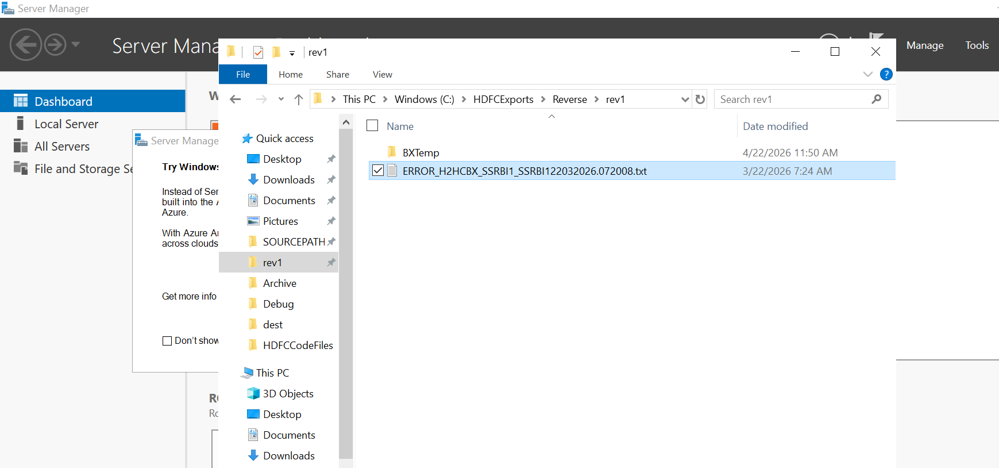 Server Manager
Server Mana
Manage
Tools
Dashboard
Local Server
All Servers
File and Storage Se
Server Manage
Try Windows
Instead of Ser
built into the A
Azure.
With Azure Ar
across clouds
Get more info
Don't show
rev1
File
Home
Share
View
This PC
Windows (C:)
HDFCExports
Reverse
rev1
Search rev1
Quick access
Desktop
Downloads
Documents
Pictures
SOURCEPATH
rev1
Archive
Debug
dest
HDFCCodeFiles
This PC
3D Objects
Desktop
Documents
Downloads
Name
Date modified
BXTemp
4/22/2026 11:50 AM
ERROR_H2HCBX_SSRBI1_SSRBI122032026.072008.txt
3/22/2026 7:24 AM